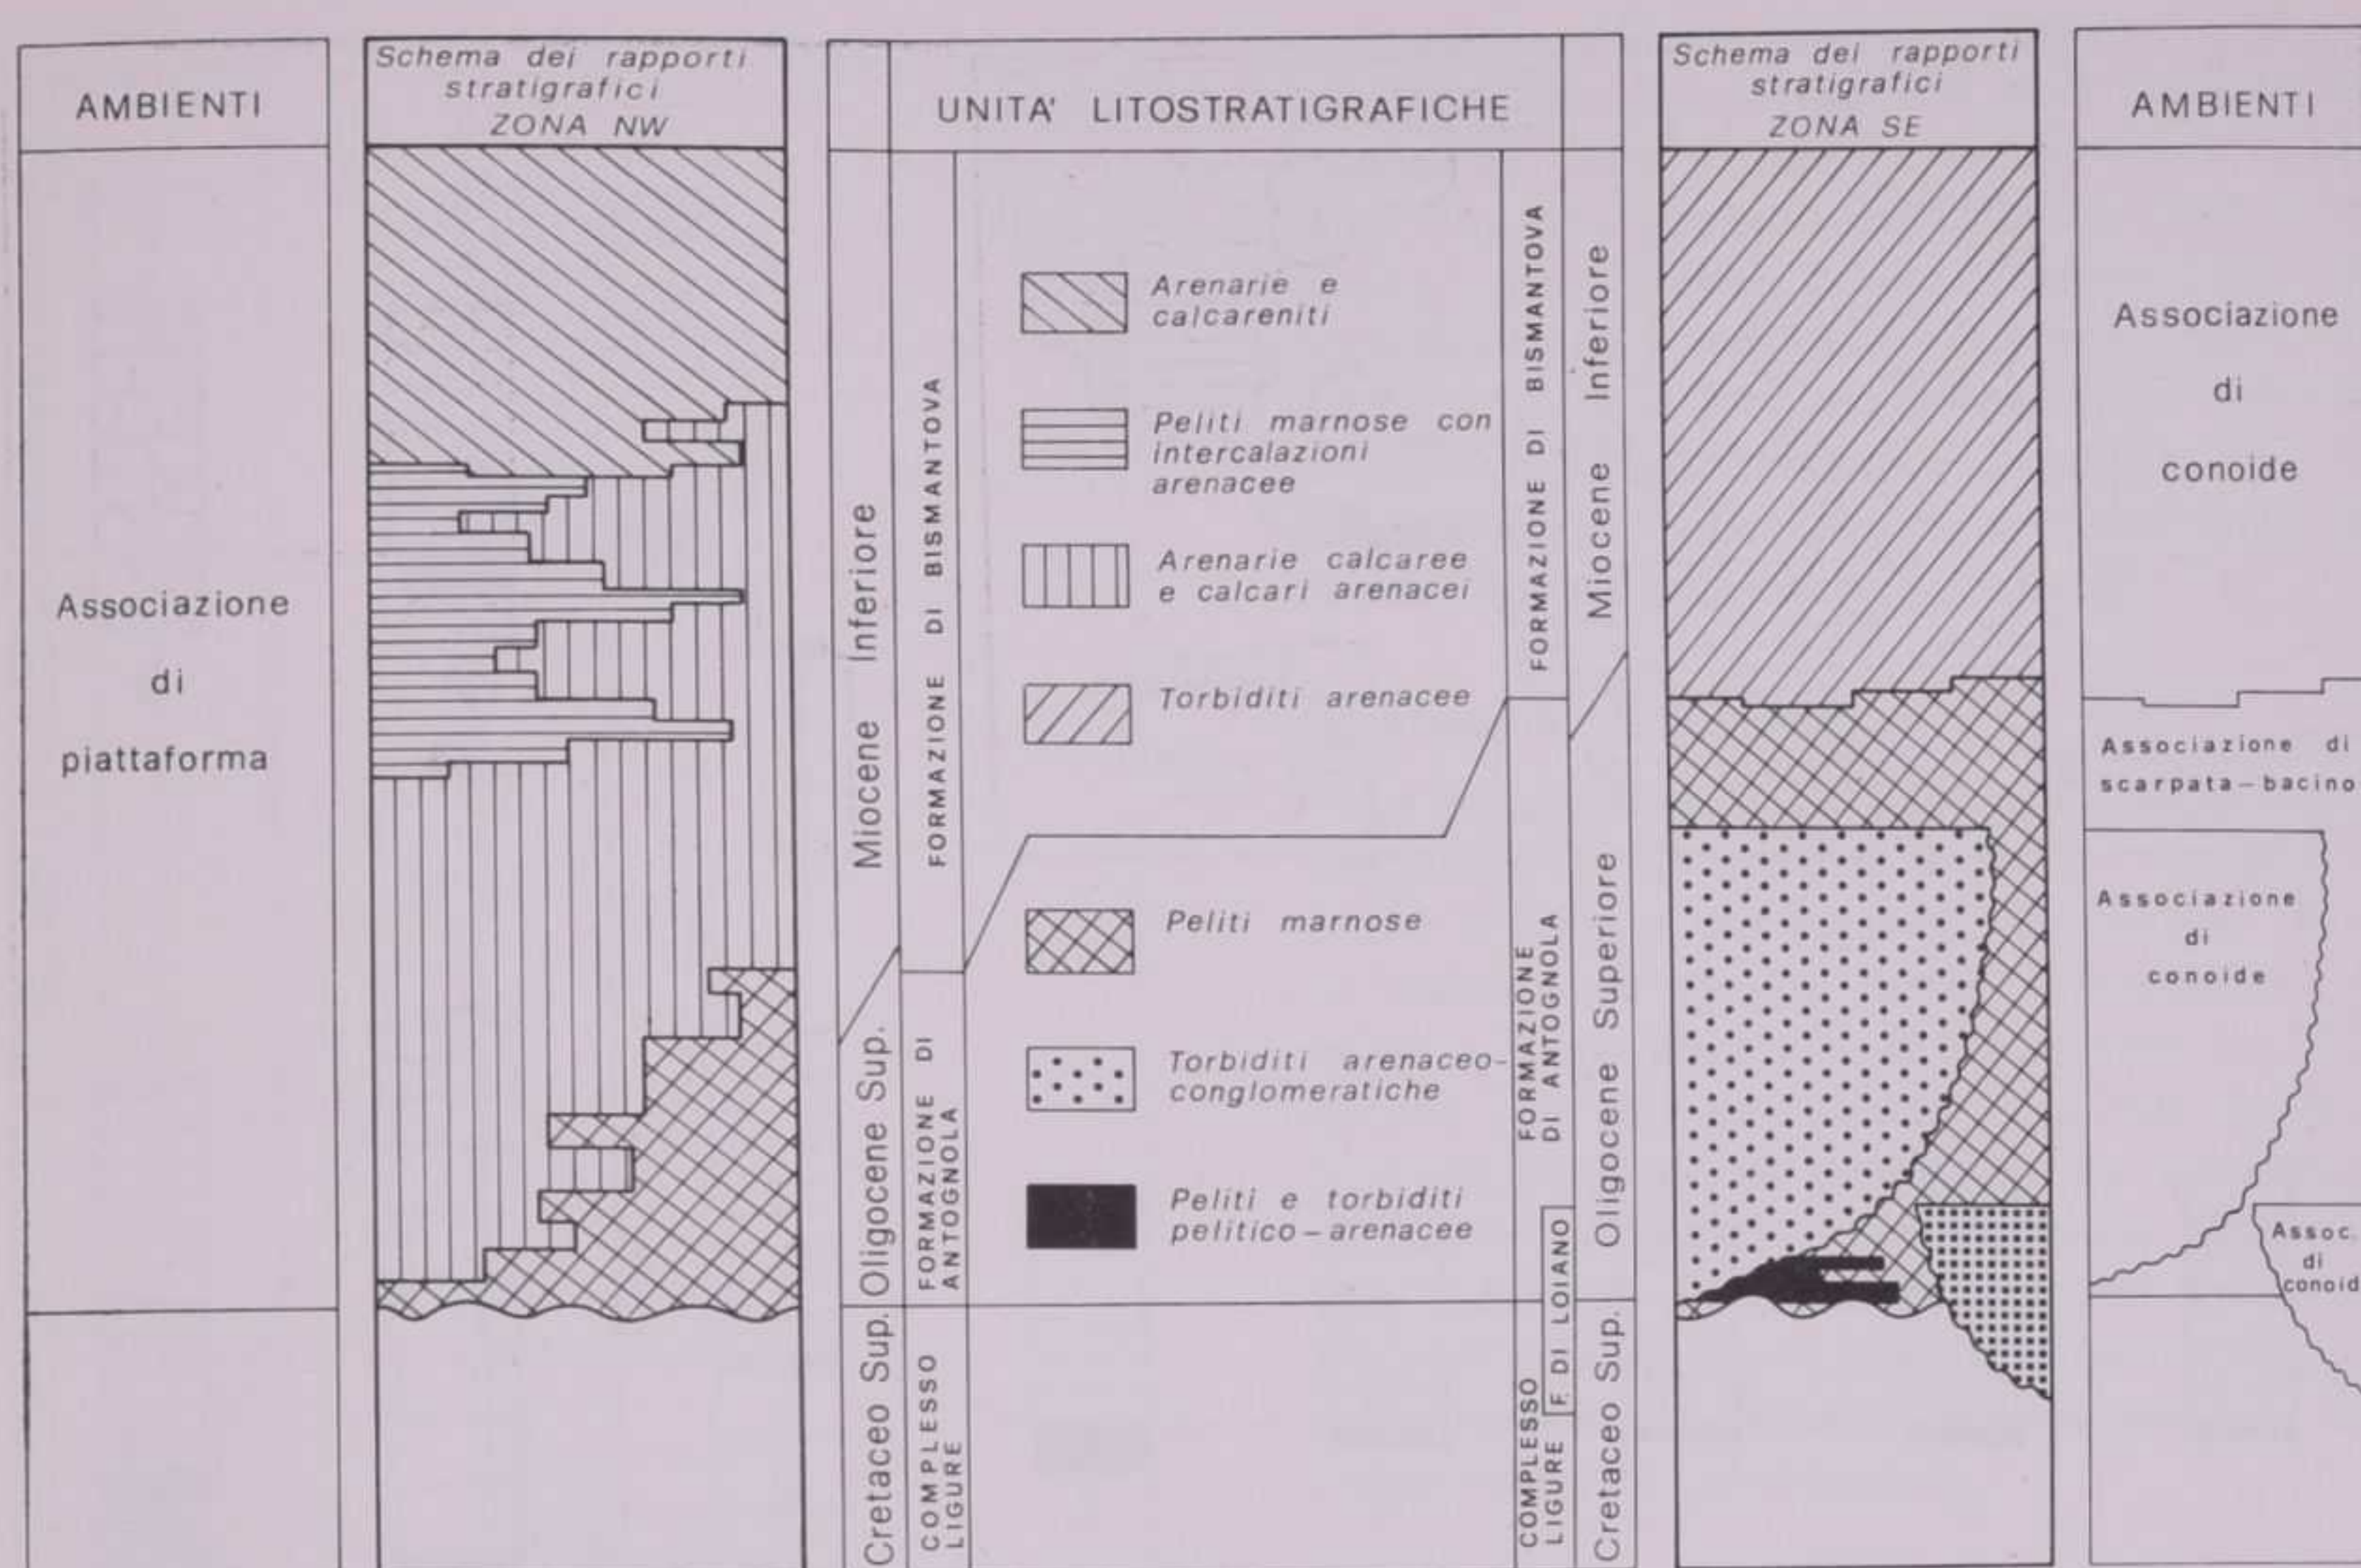 AMBIENTI
Associazione
di
piattaforma
Schema dei rapporti
stratigrafici
ZONA NW
UNITA' LITOSTRATIGRAFICHE
Miocene Inferiore
Oligocene Sup.
Cretaceo Sup.
FORMAZIONE DI BISMANTOVA
FORMAZIONE DI
ANTOGNOLA
COMPLESSO
LIGURE
Arenarie e
calcareniti
Peliti marnose con
intercalazioni
arenacee
Arenarie calcaree
e calcari arenacei
Torbiditi arenacee
Peliti marnose
Torbiditi arenaceo-
conglomeratiche
Peliti e torbiditi
pelitico-arenacee
FORMAZIONE DI BISMANTOVA
FORMAZIONE
DI ANTOGNOLA
F. DI LOIANO
COMPLESSO
LIGURE
Miocene Inferiore
Oligocene Superiore
Cretaceo Sup.
Schema dei rapporti
stratigrafici
ZONA SE
AMBIENTI
Associazione
di
conoide
Associazione di
scarpata-bacino
Associazione
di
conoide
Assoc.
di
conoid